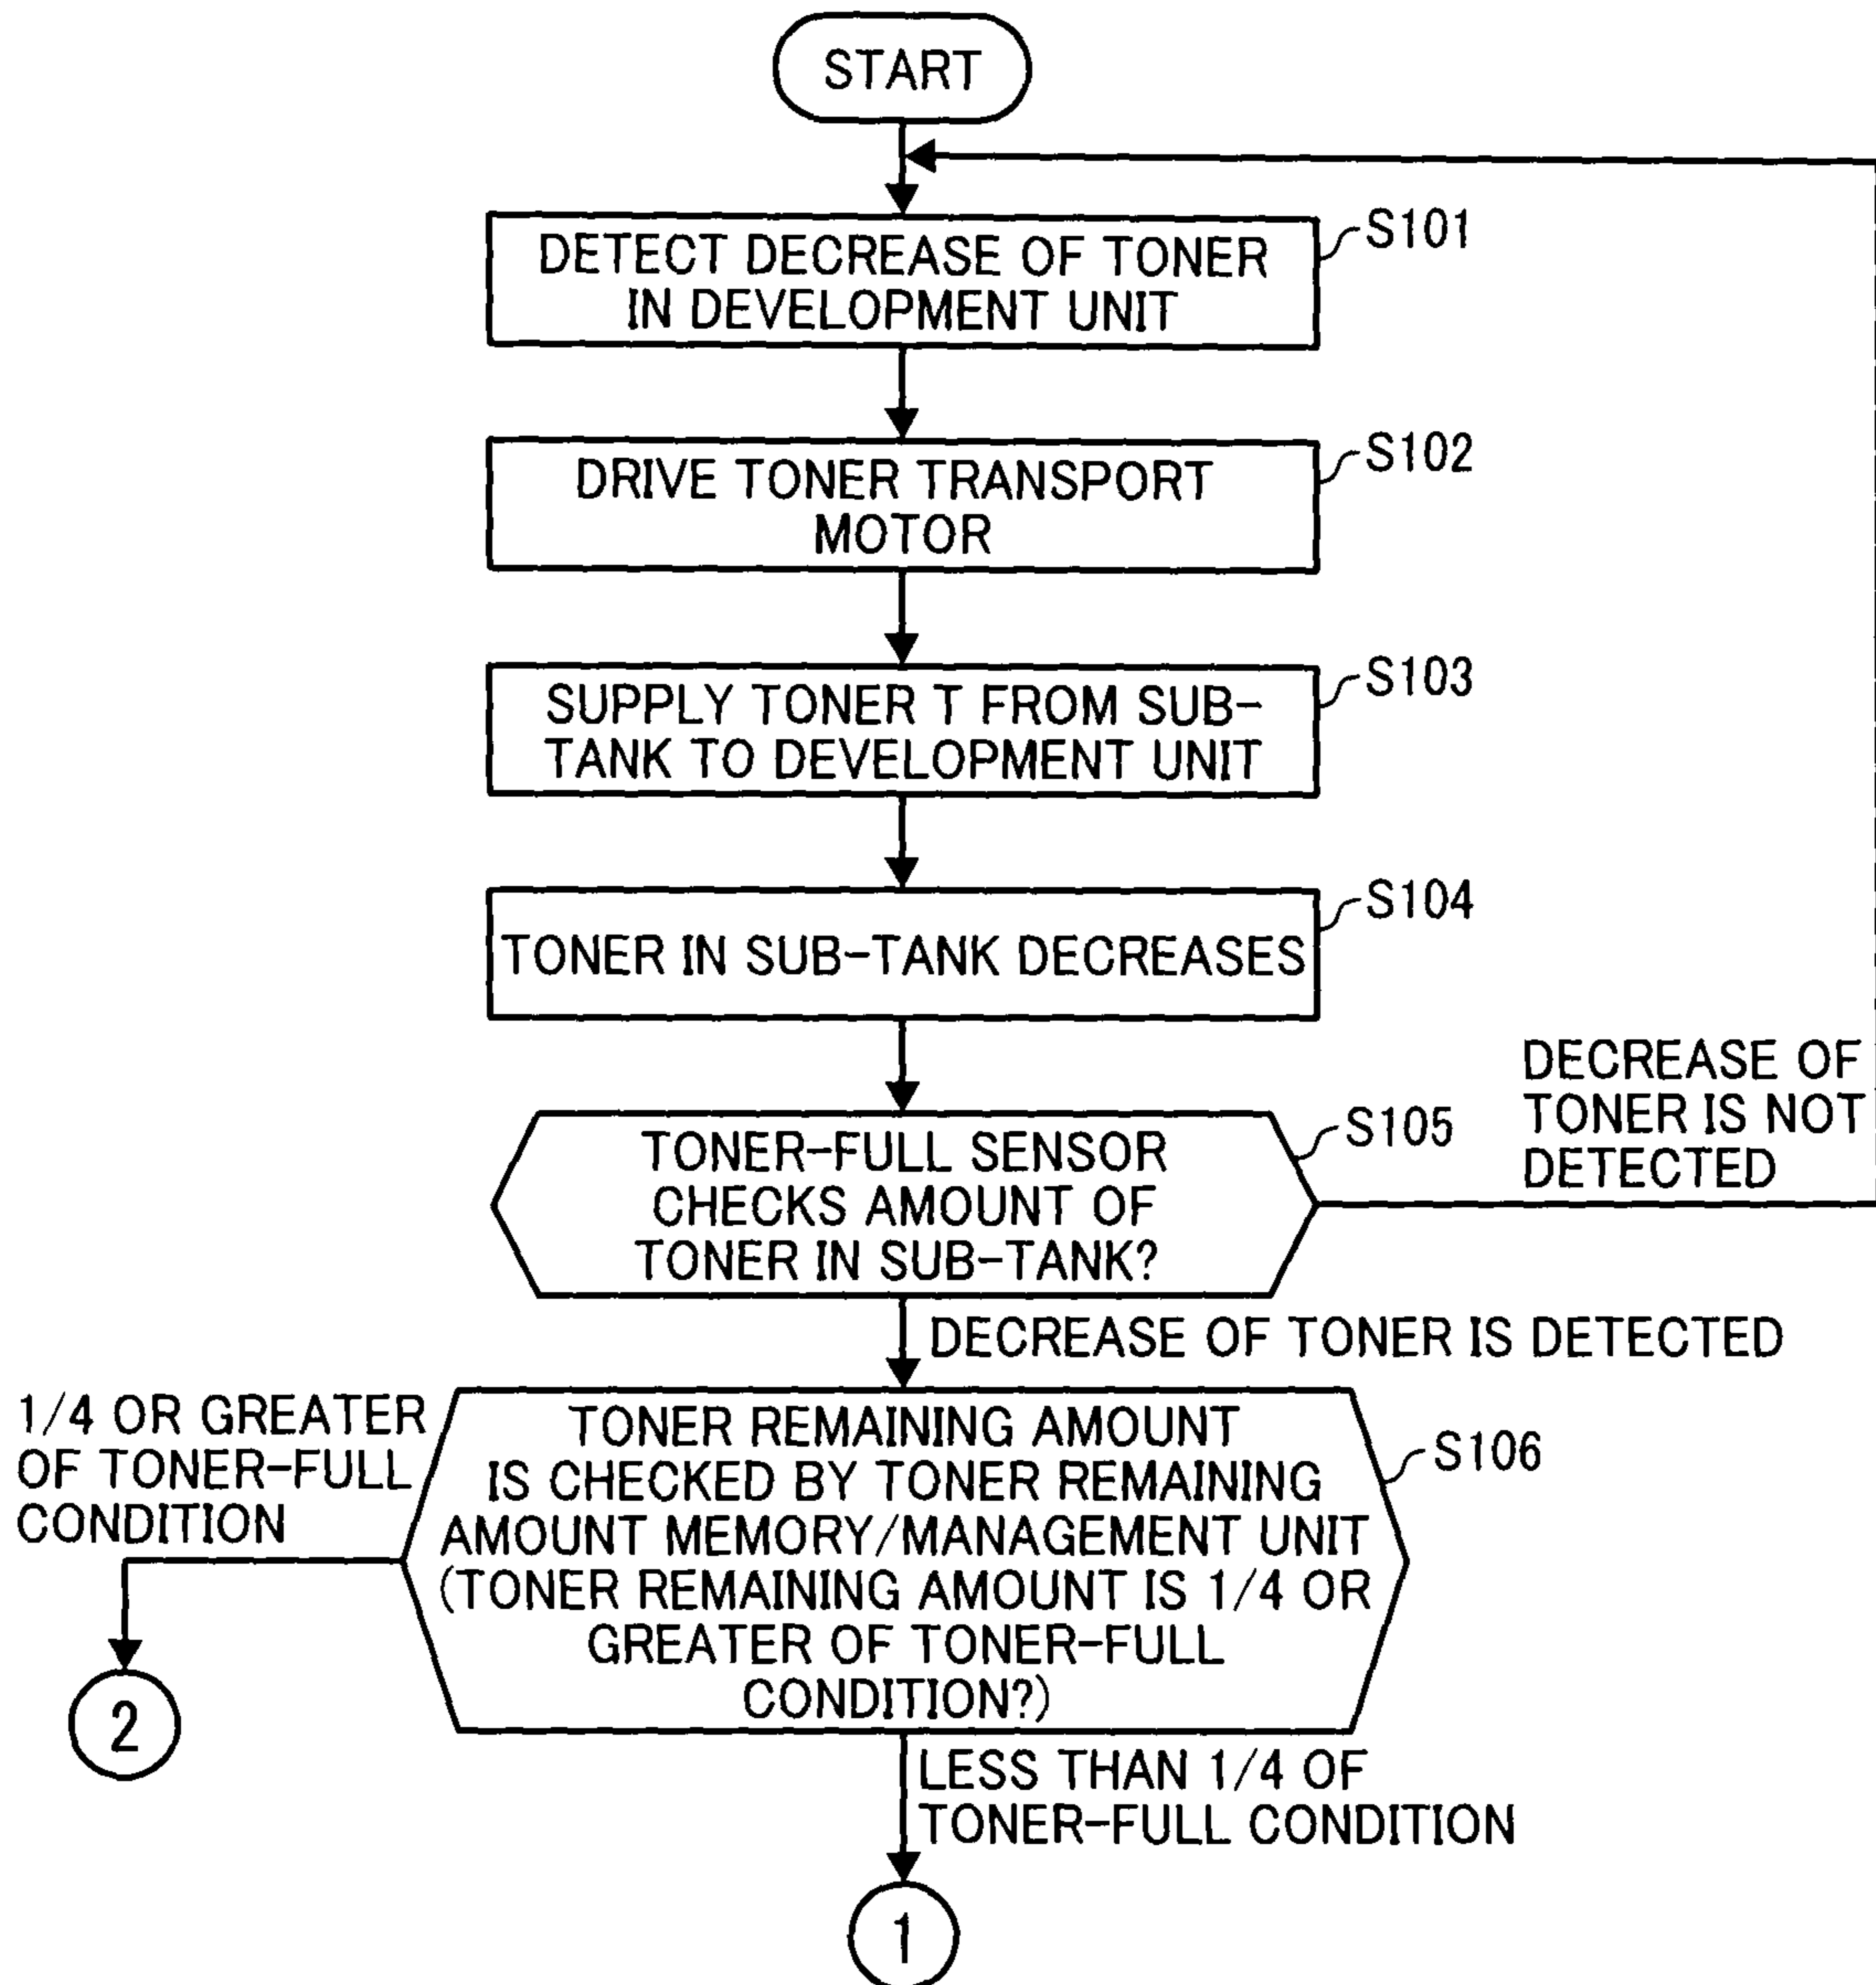 START
S101
DETECT DECREASE OF TONER
IN DEVELOPMENT UNIT
S102
DRIVE TONER TRANSPORT
MOTOR
S103
SUPPLY TONER T FROM SUB-
TANK TO DEVELOPMENT UNIT
S104
TONER IN SUB-TANK DECREASES
S105
TONER-FULL SENSOR
CHECKS AMOUNT OF
TONER IN SUB-TANK?
DECREASE OF
TONER IS NOT
DETECTED
DECREASE OF TONER IS DETECTED
1/4 OR GREATER
OF TONER-FULL
CONDITION
S106
TONER REMAINING AMOUNT
IS CHECKED BY TONER REMAINING
AMOUNT MEMORY/MANAGEMENT UNIT
(TONER REMAINING AMOUNT IS 1/4 OR
GREATER OF TONER-FULL
CONDITION?)
2
LESS THAN 1/4 OF
TONER-FULL CONDITION
1